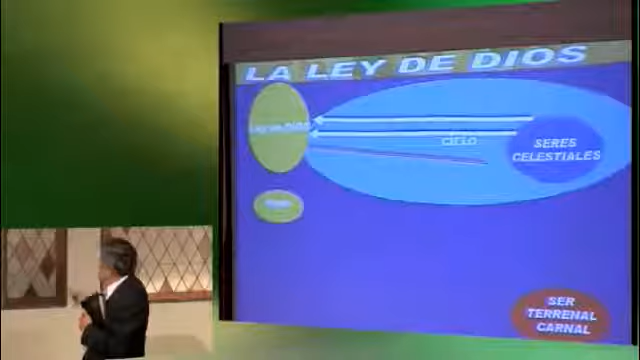 LA LEY DE DIOS
CIELO
SERES
CELESTIALES
SER
TERRENAL
CARNAL